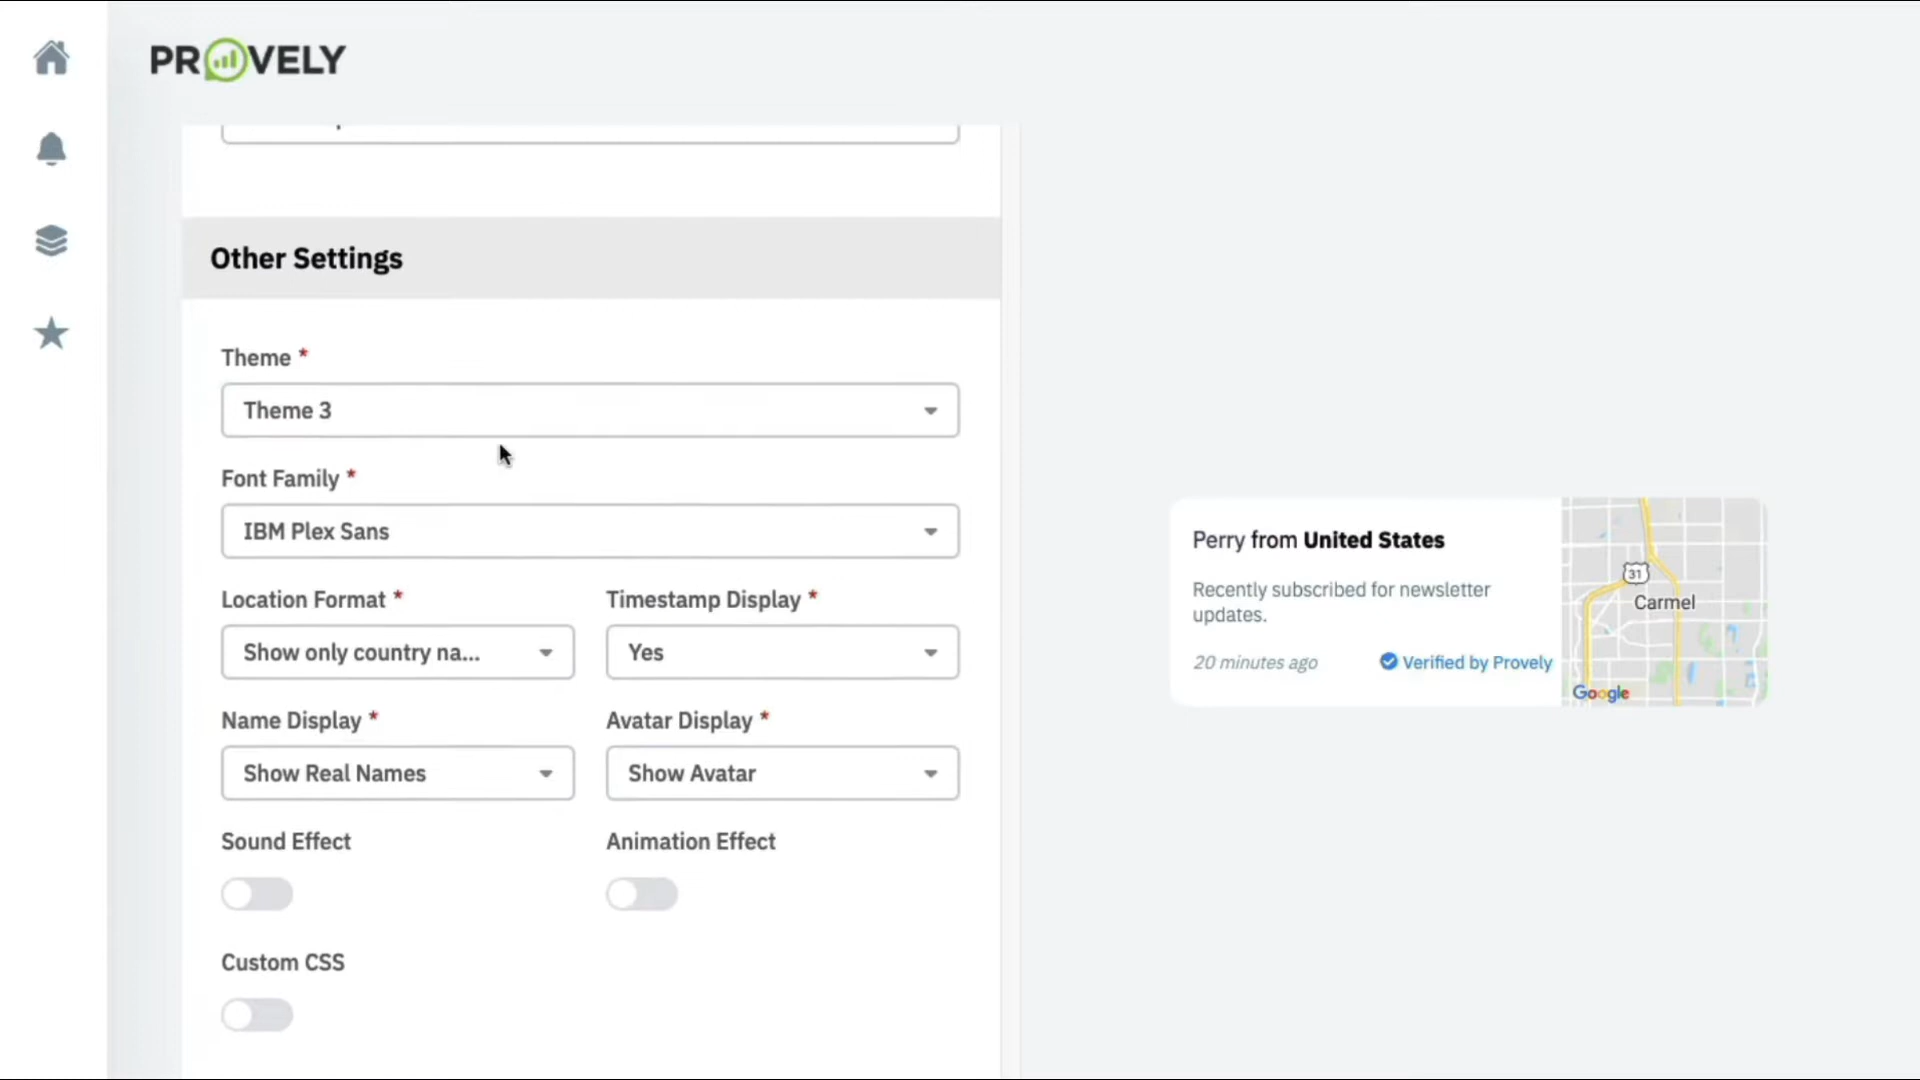 PROVELY
Other Settings
Theme *
Theme 3
Font Family *
IBM Plex Sans
Location Format *
Timestamp Display *
Show only country na...
Yes
Name Display *
Avatar Display *
Show Real Names
Show Avatar
Sound Effect
Animation Effect
Custom CSS
Perry from United States
Recently subscribed for newsletter
updates.
20 minutes ago
Verified by Provely
31
Carmel
Google